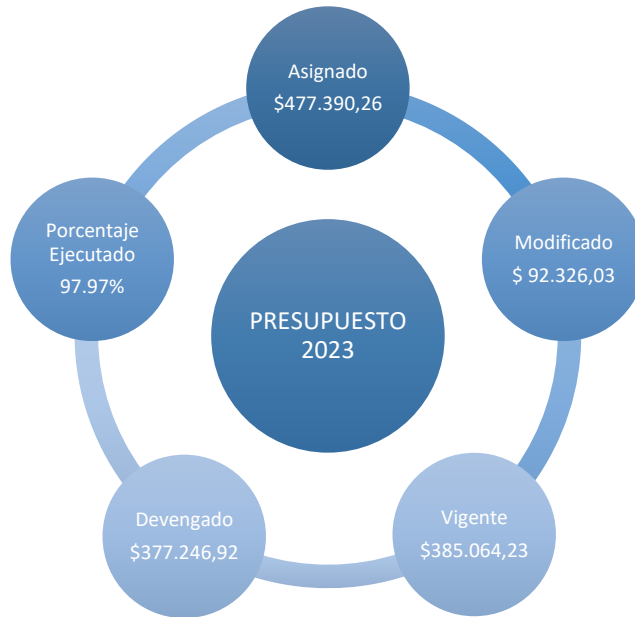 Asignado
$477.390,26
Modificado
$ 92.326,03
Vigente
$385.064,23
Devengado
$377.246,92
Porcentaje
Ejecutado
97.97%
PRESUPUESTO
2023